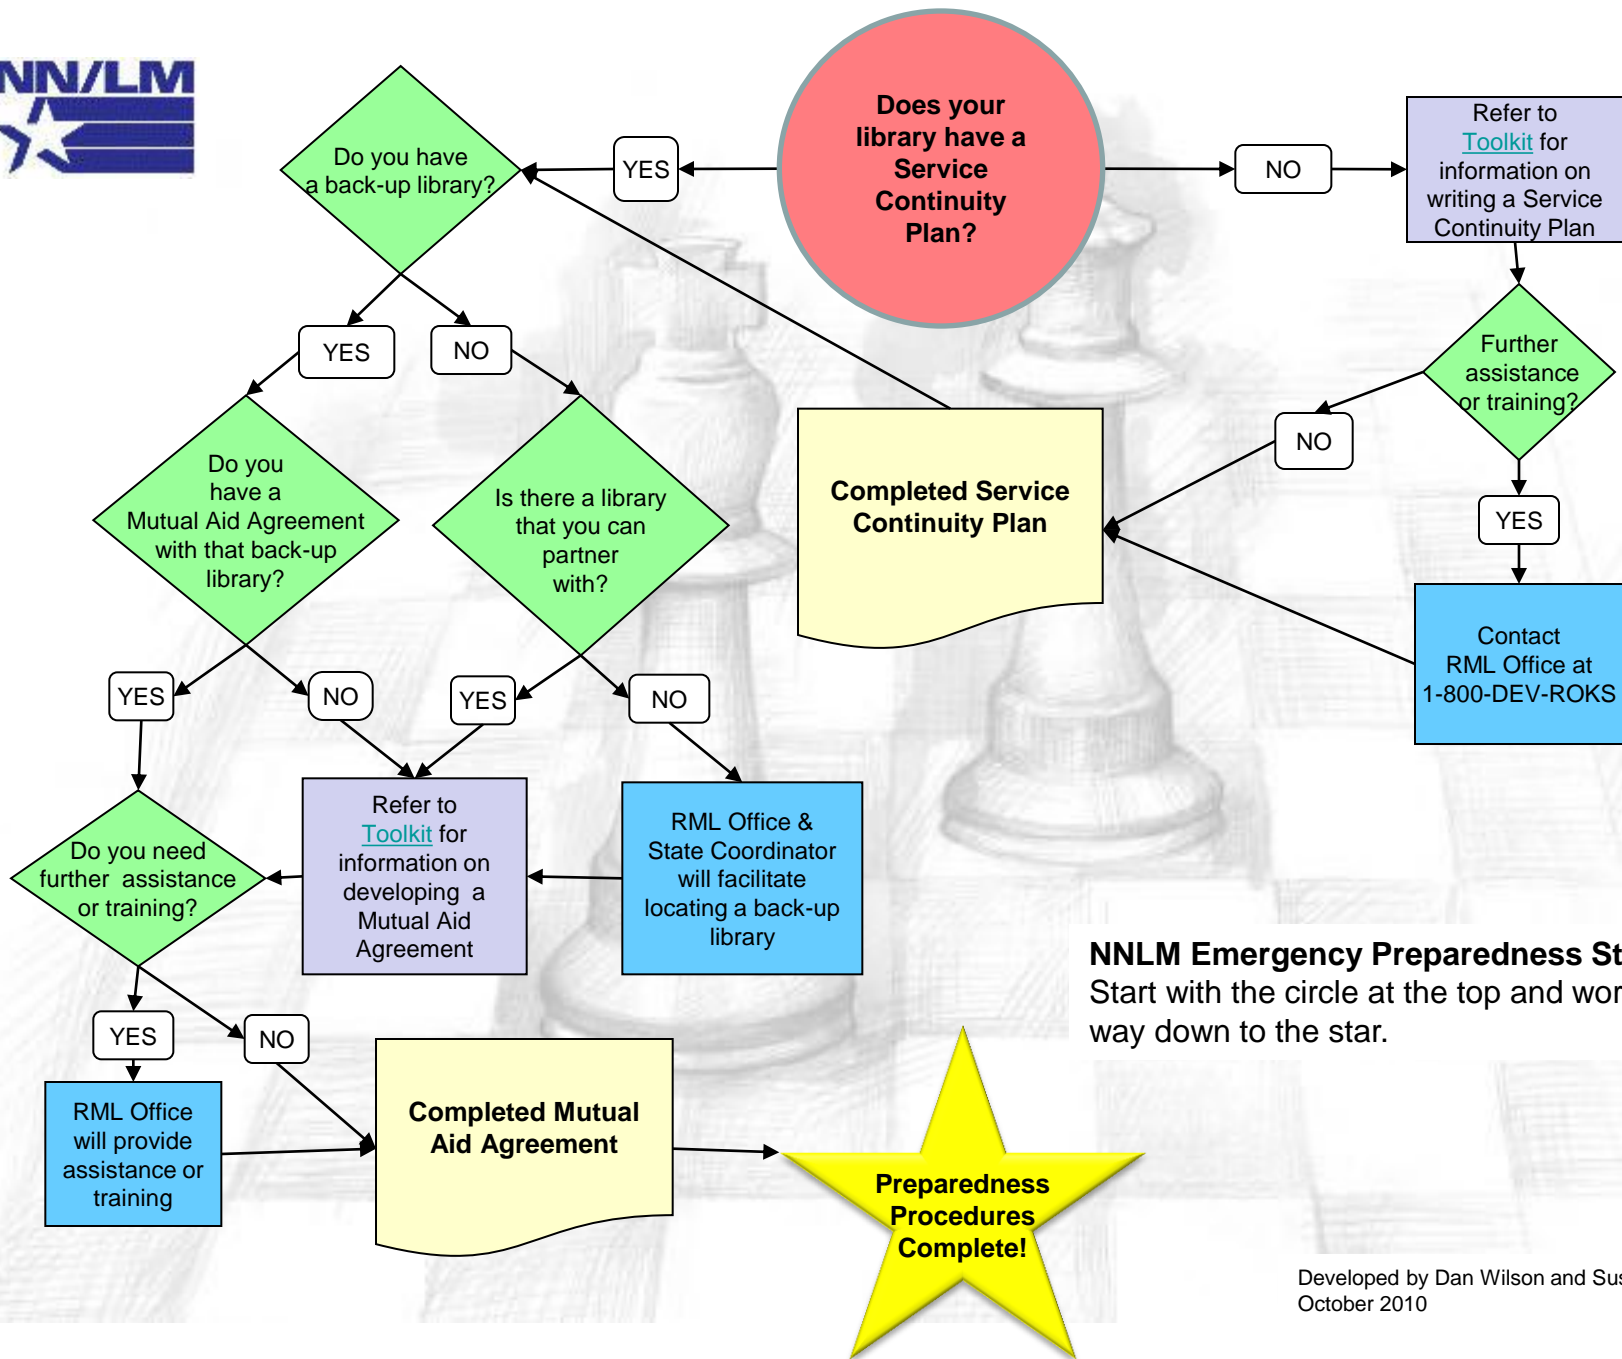 NN/LM
Does your
library have a
Service
Continuity
Plan?
YES
NO
Do you have
a back-up library?
Refer to
Toolkit for
information on
writing a Service
Continuity Plan
YES
NO
Further
assistance
or training?
NO
YES
Completed Service
Continuity Plan
Contact
RML Office at
1-800-DEV-ROKS
Do you
have a
Mutual Aid Agreement
with that back-up
library?
Is there a library
that you can
partner
with?
YES
NO
YES
NO
Do you need
further assistance
or training?
Refer to
Toolkit for
information on
developing a
Mutual Aid
Agreement
RML Office &
State Coordinator
will facilitate
locating a back-up
library
YES
NO
RML Office
will provide
assistance or
training
Completed Mutual
Aid Agreement
Preparedness
Procedures
Complete!
NNLM Emergency Preparedness St
Start with the circle at the top and wor
way down to the star.
Developed by Dan Wilson and Sus
October 2010